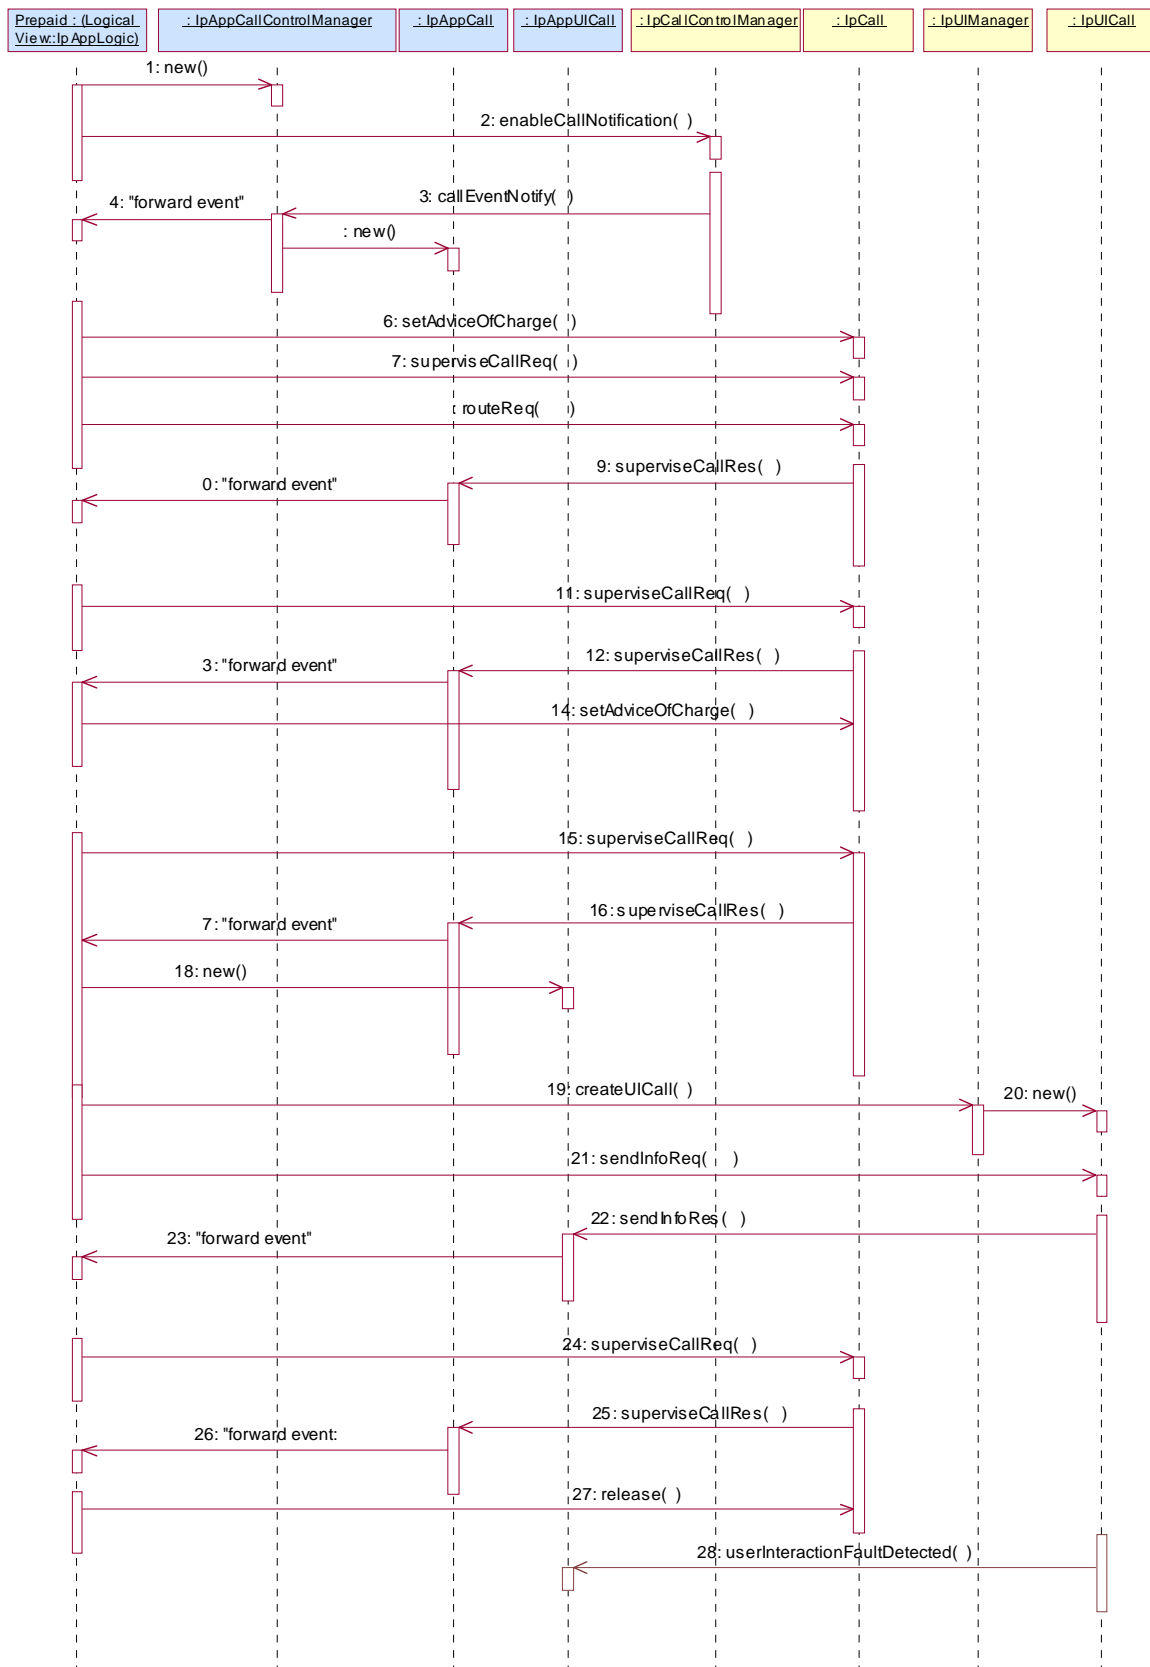 Prepaid : (Logical
View::IpAppLogic)
: IpAppCallControlManager
: IpAppCall
: IpAppUICall
: IpCallControlManager
: IpCall
: IpUIManager
: IpUICall
1: new()
2: enableCallNotification( )
3: callEventNotify( )
4: "forward event"
: new()
6: setAdviceOfCharge( )
7: superviseCallReq( )
: routeReq( )
9: superviseCallRes( )
0: "forward event"
11: superviseCallReq( )
12: superviseCallRes( )
3: "forward event"
14: setAdviceOfCharge( )
15: superviseCallReq( )
16: superviseCallRes( )
7: "forward event"
18: new()
19: createUICall( )
20: new()
21: sendInfoReq( )
22: sendInfoRes( )
23: "forward event"
24: superviseCallReq( )
25: superviseCallRes( )
26: "forward event:
27: release( )
28: userInteractionFaultDetected( )